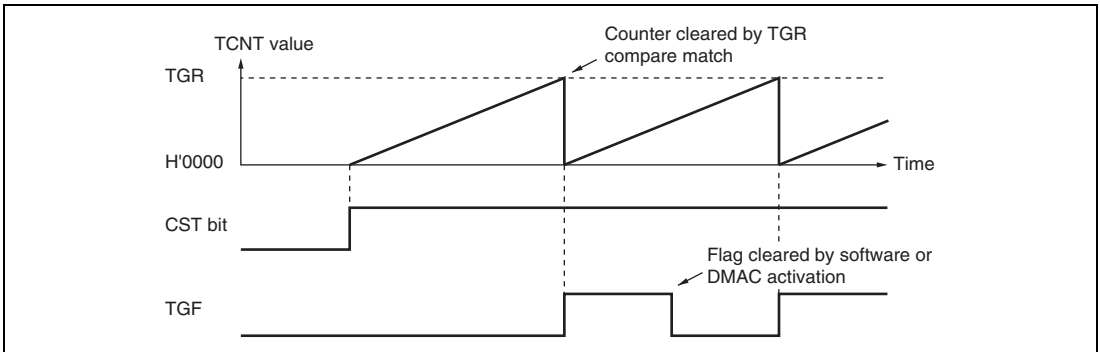 Counter cleared by TGR
compare match
TCNT value
TGR
H'0000
Time
CST bit
Flag cleared by software or
DMAC activation
TGF